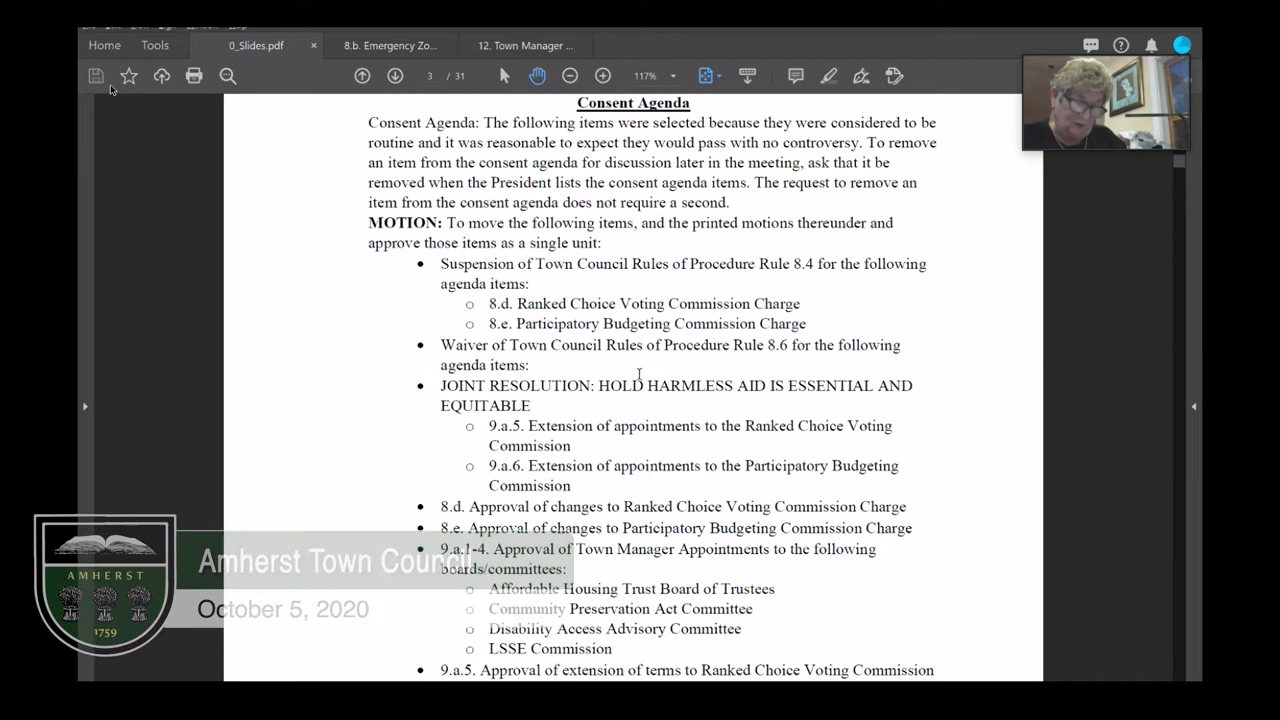 Home
Tools
0_Slides.pdf
×
8.b. Emergency Zo...
12. Town Manager ...
3 / 31
117%
Consent Agenda
Consent Agenda: The following items were selected because they were considered to be
routine and it was reasonable to expect they would pass with no controversy. To remove
an item from the consent agenda for discussion later in the meeting, ask that it be
removed when the President lists the consent agenda items. The request to remove an
item from the consent agenda does not require a second.
MOTION: To move the following items, and the printed motions thereunder and
approve those items as a single unit:
• Suspension of Town Council Rules of Procedure Rule 8.4 for the following
agenda items:
○ 8.d. Ranked Choice Voting Commission Charge
○ 8.e. Participatory Budgeting Commission Charge
• Waiver of Town Council Rules of Procedure Rule 8.6 for the following
agenda items:
• JOINT RESOLUTION: HOLD HARMLESS AID IS ESSENTIAL AND
EQUITABLE
○ 9.a.5. Extension of appointments to the Ranked Choice Voting
Commission
○ 9.a.6. Extension of appointments to the Participatory Budgeting
Commission
• 8.d. Approval of changes to Ranked Choice Voting Commission Charge
• 8.e. Approval of changes to Participatory Budgeting Commission Charge
• 9.a.1-4. Approval of Town Manager Appointments to the following
boards/committees:
○ Affordable Housing Trust Board of Trustees
○ Community Preservation Act Committee
○ Disability Access Advisory Committee
○ LSSE Commission
• 9.a.5. Approval of extension of terms to Ranked Choice Voting Commission
AMHERST
1759
Amherst Town Council
October 5, 2020